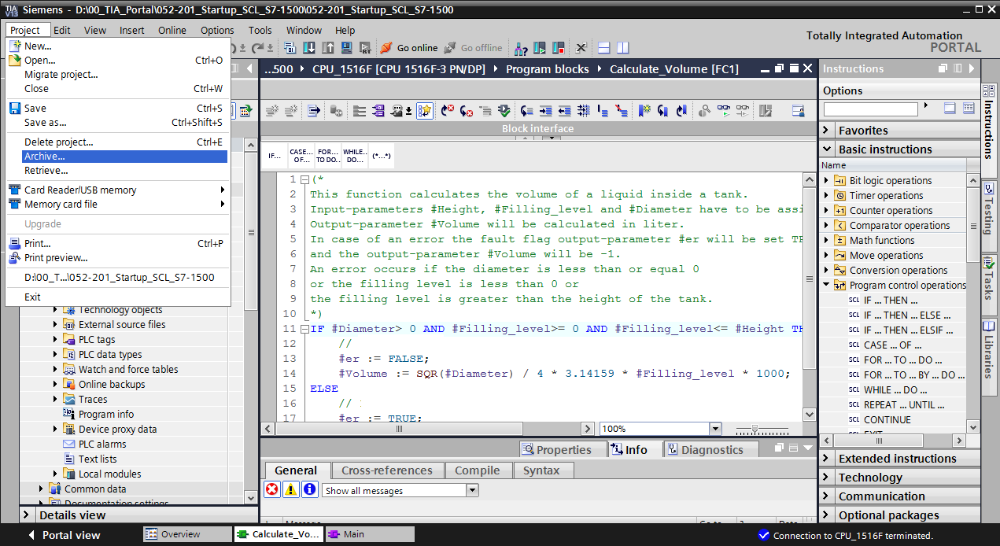 TIA V13 Siemens - D:\00_TIA_Portal\052-201_Startup_SCL_S7-1500\052-201_Startup_SCL_S7-1500
Project Edit View Insert Online Options Tools Window Help
Totally Integrated Automation
PORTAL
New...
Open... Ctrl+O
Migrate project...
Close Ctrl+W
Save Ctrl+S
Save as... Ctrl+Shift+S
Delete project... Ctrl+E
Archive...
Retrieve...
Card Reader/USB memory
Memory card file
Upgrade
Print... Ctrl+P
Print preview...
D:\00_T...\052-201_Startup_SCL_S7-1500
Exit
Go online Go offline
...500 CPU_1516F [CPU 1516F-3 PN/DP] Program blocks Calculate_Volume [FC1]
Block interface
IF... CASE... OF... FOR... TO DO... WHILE... DO... (*...*)
1 (*
2 This function calculates the volume of a liquid inside a tank.
3 Input-parameters #Height, #Filling_level and #Diameter have to be assi
4 Output-parameter #Volume will be calculated in liter.
5 In case of an error the fault flag output-parameter #er will be set TR
6 and the output-parameter #Volume will be -1.
7 An error occurs if the diameter is less than or equal 0
8 or the filling level is less than 0 or
9 the filling level is greater than the height of the tank.
10 *)
11 IF #Diameter> 0 AND #Filling_level>= 0 AND #Filling_level<= #Height TH
12 //
13 #er := FALSE;
14 #Volume := SQR(#Diameter) / 4 * 3.14159 * #Filling_level * 1000;
15 ELSE
16 //
17 #er := TRUE;
100%
Technology objects
External source files
PLC tags
PLC data types
Watch and force tables
Online backups
Traces
Program info
Device proxy data
PLC alarms
Text lists
Local modules
Common data
Documentation settings
Details view
Properties Info Diagnostics
General Cross-references Compile Syntax
Show all messages
Message Go to ? Date
Instructions
Options
Favorites
Basic instructions
Name
Bit logic operations
Timer operations
Counter operations
Comparator operations
Math functions
Move operations
Conversion operations
Program control operations
SCL IF ... THEN ...
SCL IF ... THEN ... ELSE ...
SCL IF ... THEN ... ELSIF ...
SCL CASE ... OF ...
SCL FOR ... TO ... DO ...
SCL FOR ... TO ... BY ... DO ...
SCL WHILE ... DO ...
SCL REPEAT ... UNTIL ...
SCL CONTINUE
SCL EXIT
Extended instructions
Technology
Communication
Optional packages
Instructions
Testing
Tasks
Libraries
Portal view Overview Calculate_Vo... Main Connection to CPU_1516F terminated.